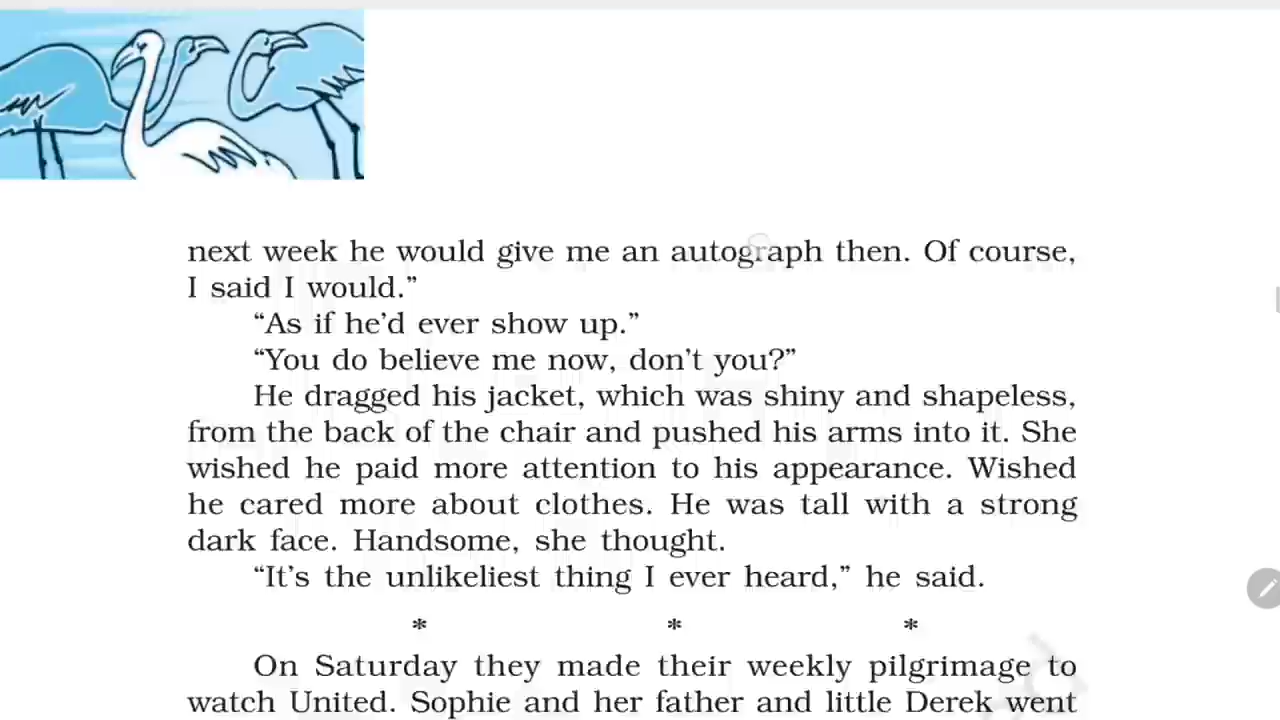 next week he would give me an autograph then. Of course,
I said I would.”
“As if he’d ever show up.”
“You do believe me now, don’t you?”
He dragged his jacket, which was shiny and shapeless,
from the back of the chair and pushed his arms into it. She
wished he paid more attention to his appearance. Wished
he cared more about clothes. He was tall with a strong
dark face. Handsome, she thought.
“It’s the unlikeliest thing I ever heard,” he said.
* * *
On Saturday they made their weekly pilgrimage to
watch United. Sophie and her father and little Derek went